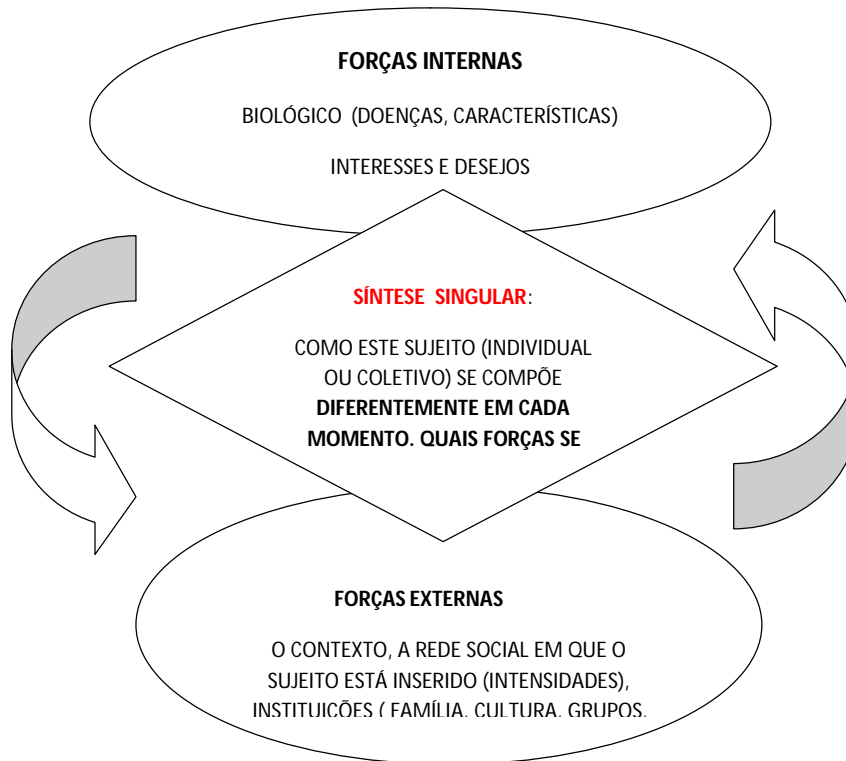 FORÇAS INTERNAS
BIOLÓGICO (DOENÇAS, CARACTERÍSTICAS)
INTERESSES E DESEJOS
SÍNTESE SINGULAR:
COMO ESTE SUJEITO (INDIVIDUAL
OU COLETIVO) SE COMPÕE
DIFERENTEMENTE EM CADA
MOMENTO. QUAIS FORÇAS SE
FORÇAS EXTERNAS
O CONTEXTO, A REDE SOCIAL EM QUE O
SUJEITO ESTÁ INSERIDO (INTENSIDADES),
INSTITUIÇÕES ( FAMÍLIA, CULTURA, GRUPOS,